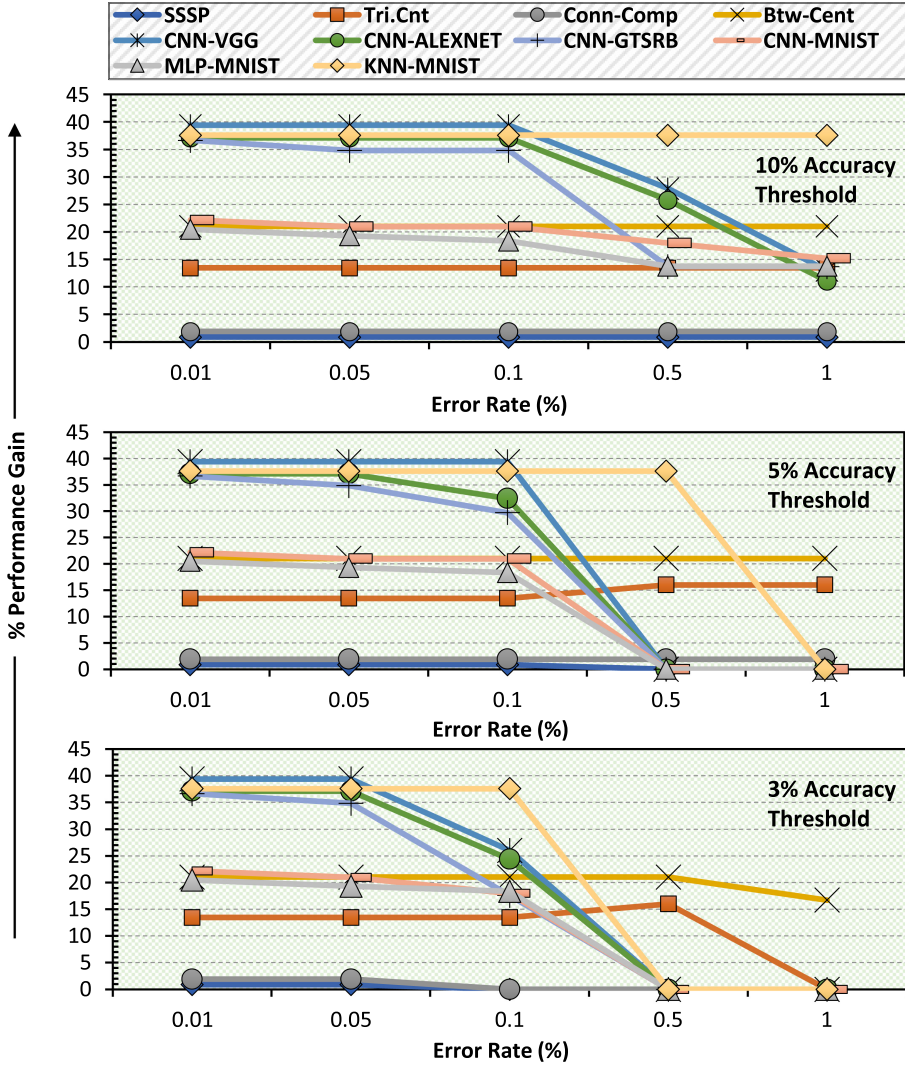 SSSP Tri.Cnt Conn-Comp Btw-Cent
CNN-VGG CNN-ALEXNET CNN-GTSRB CNN-MNIST
MLP-MNIST KNN-MNIST
% Performance Gain
45
40
35
30
25
20
15
10
5
0
10% Accuracy
Threshold
0.01 0.05 0.1 0.5 1
Error Rate (%)
45
40
35
30
25
20
15
10
5
0
5% Accuracy
Threshold
0.01 0.05 0.1 0.5 1
Error Rate (%)
45
40
35
30
25
20
15
10
5
0
3% Accuracy
Threshold
0.01 0.05 0.1 0.5 1
Error Rate (%)